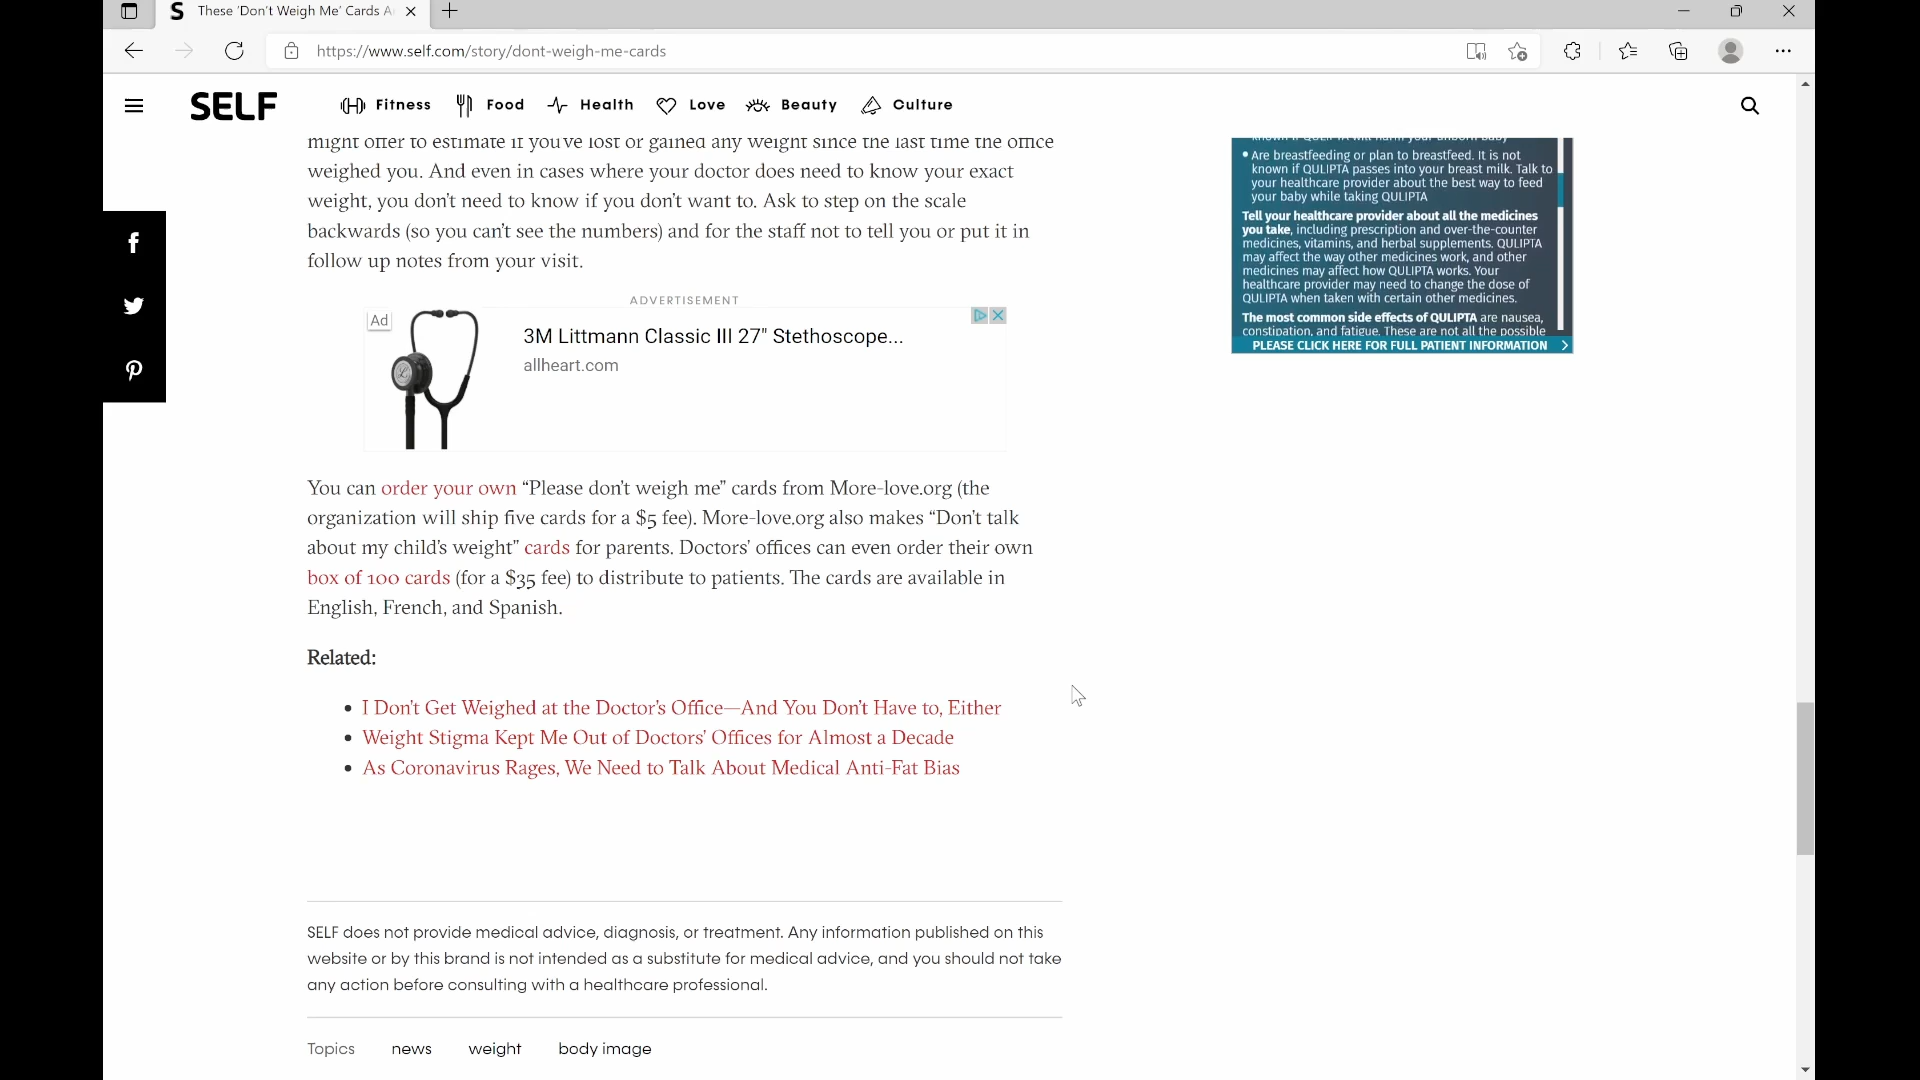 These 'Don't Weigh Me' Cards A
https://www.self.com/story/dont-weigh-me-cards
SELF
Fitness
Food
Health
Love
Beauty
Culture
might offer to estimate if you've lost or gained any weight since the last time the office
weighed you. And even in cases where your doctor does need to know your exact
weight, you don't need to know if you don't want to. Ask to step on the scale
backwards (so you can't see the numbers) and for the staff not to tell you or put it in
follow up notes from your visit.
ADVERTISEMENT
Ad
3M Littmann Classic III 27" Stethoscope...
allheart.com
You can order your own “Please don't weigh me” cards from More-love.org (the
organization will ship five cards for a $5 fee). More-love.org also makes “Don't talk
about my child's weight” cards for parents. Doctors' offices can even order their own
box of 100 cards (for a $35 fee) to distribute to patients. The cards are available in
English, French, and Spanish.
Related:
• I Don't Get Weighed at the Doctor's Office—And You Don't Have to, Either
• Weight Stigma Kept Me Out of Doctors' Offices for Almost a Decade
• As Coronavirus Rages, We Need to Talk About Medical Anti-Fat Bias
SELF does not provide medical advice, diagnosis, or treatment. Any information published on this
website or by this brand is not intended as a substitute for medical advice, and you should not take
any action before consulting with a healthcare professional.
Topics
news
weight
body image
known if QULIPTA will harm your unborn baby
• Are breastfeeding or plan to breastfeed. It is not
known if QULIPTA passes into your breast milk. Talk to
your healthcare provider about the best way to feed
your baby while taking QULIPTA
Tell your healthcare provider about all the medicines
you take, including prescription and over-the-counter
medicines, vitamins, and herbal supplements. QULIPTA
may affect the way other medicines work, and other
medicines may affect how QULIPTA works. Your
healthcare provider may need to change the dose of
QULIPTA when taken with certain other medicines.
The most common side effects of QULIPTA are nausea,
constipation, and fatigue. These are not all the possible
PLEASE CLICK HERE FOR FULL PATIENT INFORMATION